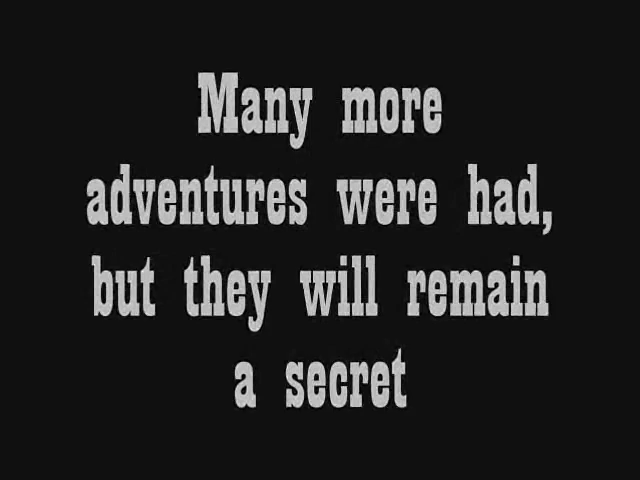 Many more
adventures were had,
but they will remain
a secret